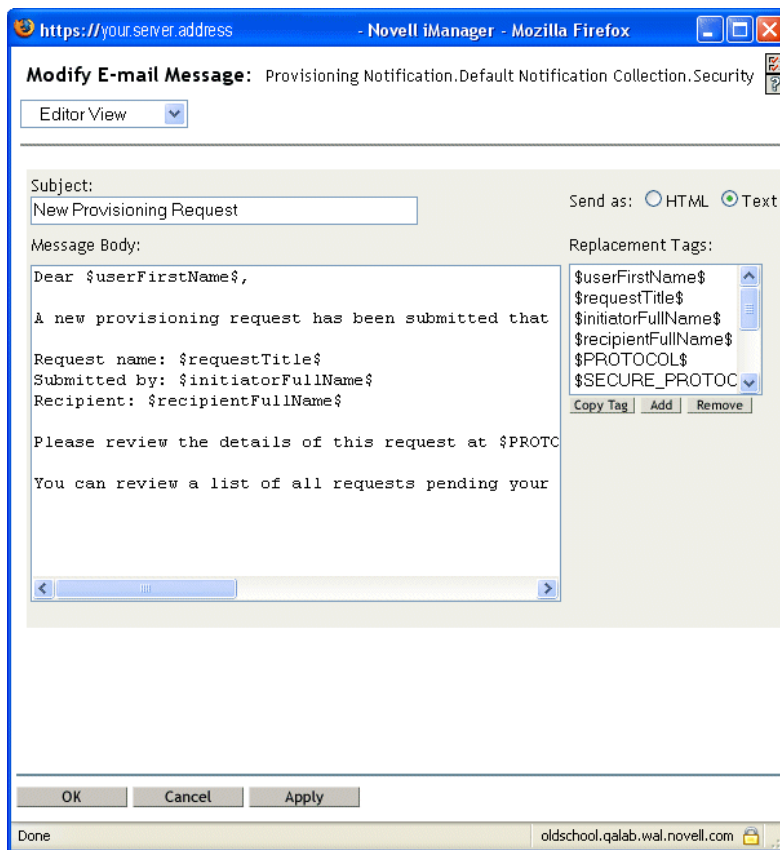 https://your.server.address - Novell iManager - Mozilla Firefox
Modify E-mail Message: Provisioning Notification.Default Notification Collection.Security
Editor View
Subject:
New Provisioning Request
Send as: HTML Text
Message Body:
Replacement Tags:
Dear $userFirstName$,
A new provisioning request has been submitted that
Request name: $requestTitle$
Submitted by: $initiatorFullName$
Recipient: $recipientFullName$
Please review the details of this request at $PROTO
You can review a list of all requests pending your
$userFirstName$
$requestTitle$
$initiatorFullName$
$recipientFullName$
$PROTOCOL$
$SECURE_PROTOC
Copy Tag Add Remove
OK Cancel Apply
Done oldschool.qalab.wal.novell.com